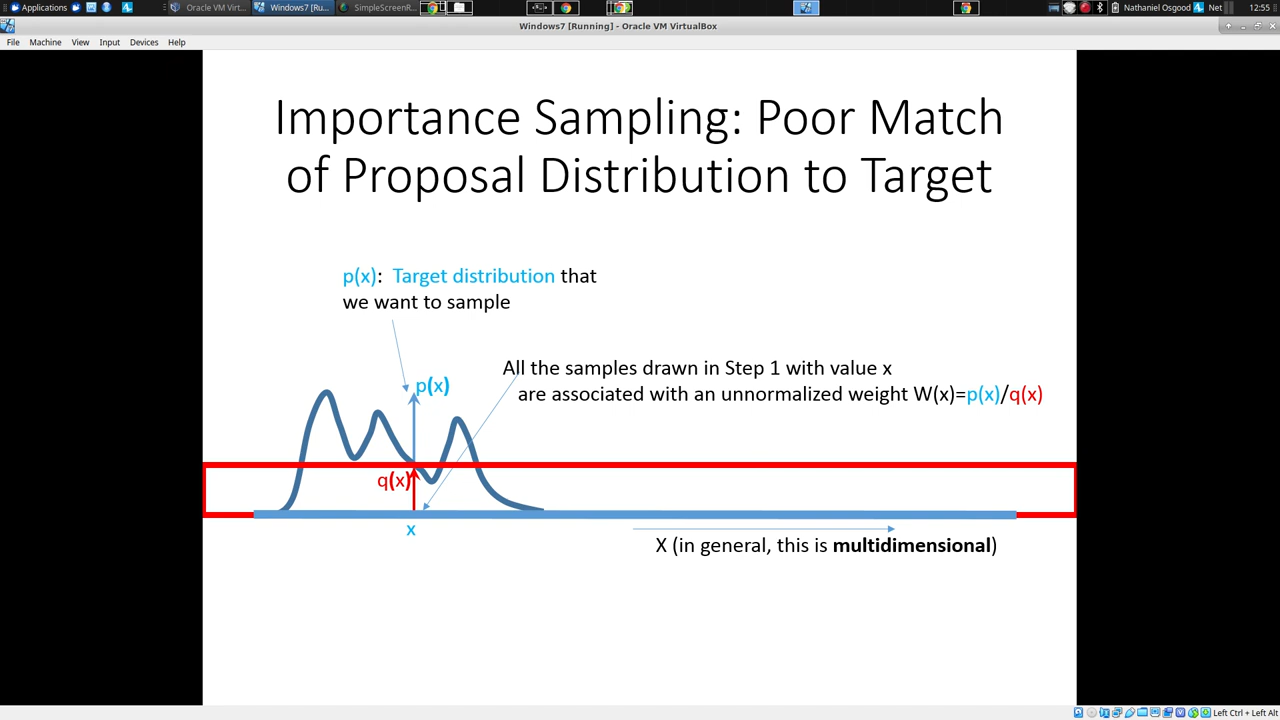 Applications
Oracle VM Virt...
Windows7 [Ru...
SimpleScreenR...
Nathaniel Osgood
Net
12:55
Windows7 [Running] - Oracle VM VirtualBox
File Machine View Input Devices Help
Importance Sampling: Poor Match
of Proposal Distribution to Target
p(x): Target distribution that
we want to sample
All the samples drawn in Step 1 with value x
are associated with an unnormalized weight W(x)=p(x)/q(x)
p(x)
q(x)
x
X (in general, this is multidimensional)
Left Ctrl + Left Alt